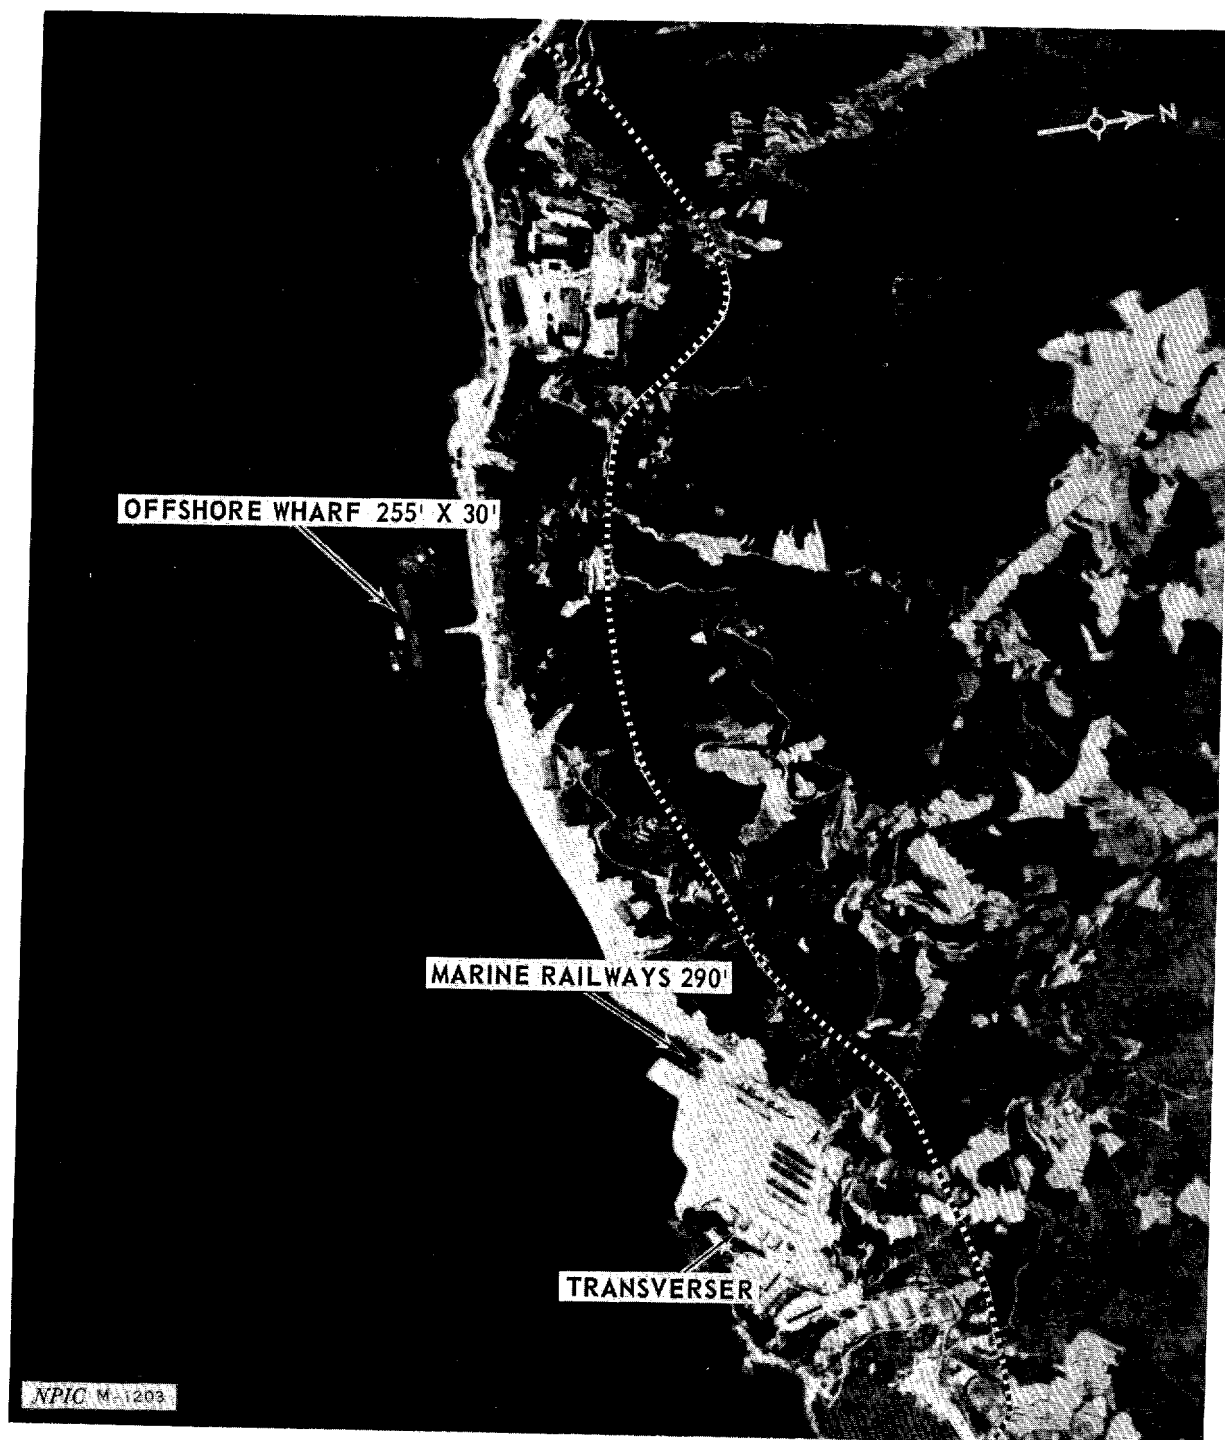 N
OFFSHORE WHARF 255' X 30'
MARINE RAILWAYS 290'
TRANSVERSER
NPIC M-1203